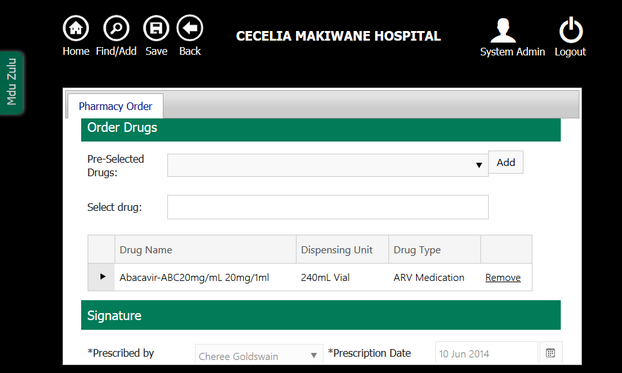 CECELIA MAKIWANE HOSPITAL
Home Find/Add Save Back
System Admin Logout
Mdu Zulu
Pharmacy Order
Order Drugs
Pre-Selected Drugs:
Add
Select drug:
Drug Name Dispensing Unit Drug Type
Abacavir-ABC20mg/mL 20mg/1ml 240mL Vial ARV Medication Remove
Signature
*Prescribed by Cheree Goldswain *Prescription Date 10 Jun 2014